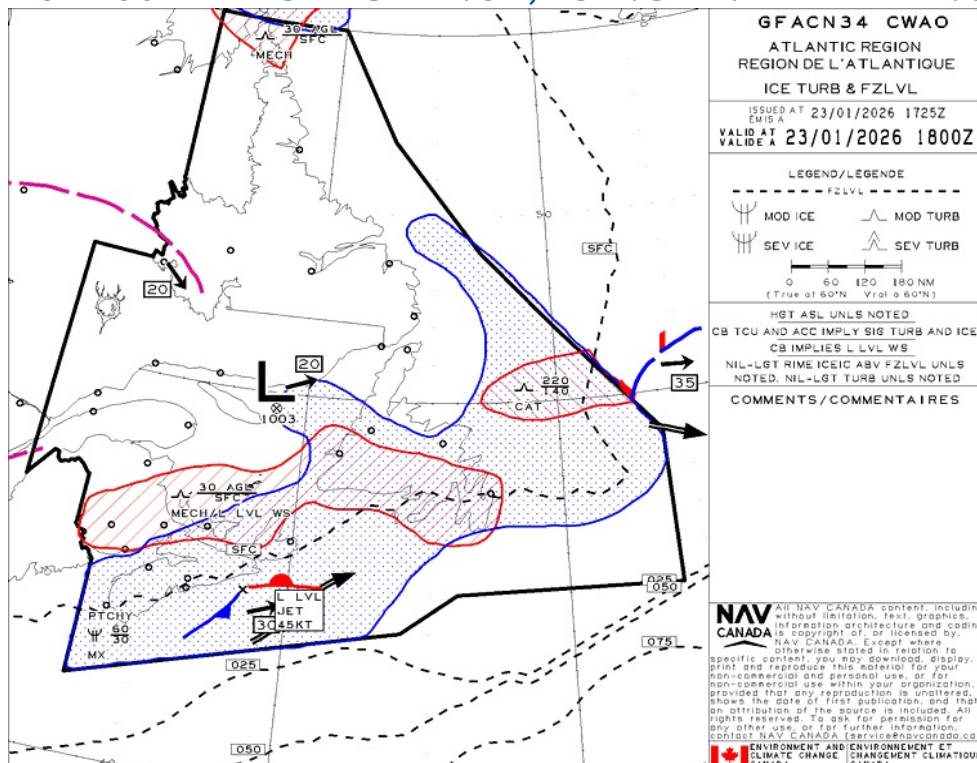 30 AGL
SFC
MECH
50
SFC
20
20
L
1003
220
140
CAT
35
30 AGL
SFC
MECH/L LVL WS
SFC
025
050
L LVL
JET
45KT
30
PTCHY
60
30
MX
075
025
050
40
GFACN34 CWAO
ATLANTIC REGION
REGION DE L'ATLANTIQUE
ICE TURB & FZLVL
ISSUED AT 23/01/2026 1725Z
EMIS A
VALID AT 23/01/2026 1800Z
VALIDE A
LEGEND/LÉGENDE
FZLVL
MOD ICE MOD TURB
SEV ICE SEV TURB
0 60 120 180 NM
(True at 60°N Vrai à 60°N)
HGT ASL UNLS NOTED
CB TCU AND ACC IMPLY SIG TURB AND ICE
CB IMPLIES L LVL WS
NIL-LGT RIME ICEIC ABV FZLVL UNLS
NOTED. NIL-LGT TURB UNLS NOTED
COMMENTS/COMMENTAIRES
NAV CANADA
All NAV CANADA content, includin
without limitation, text, graphics,
information architecture and codin
is copyright of, or licensed by,
NAV CANADA. Except where
otherwise stated in relation to
specific content, you may download, display,
print and reproduce this material for your
non-commercial and personal use, or for
non-commercial use within your organization,
provided that any reproduction is unaltered,
shows the date of first publication, and that
an attribution of the source is included. All
rights reserved. To ask for permission for
any other use, or for further information,
contact NAV CANADA (service@navcanada.ca
ENVIRONMENT AND ENVIRONNEMENT ET
CLIMATE CHANGE CHANGEMENT CLIMATIQUE